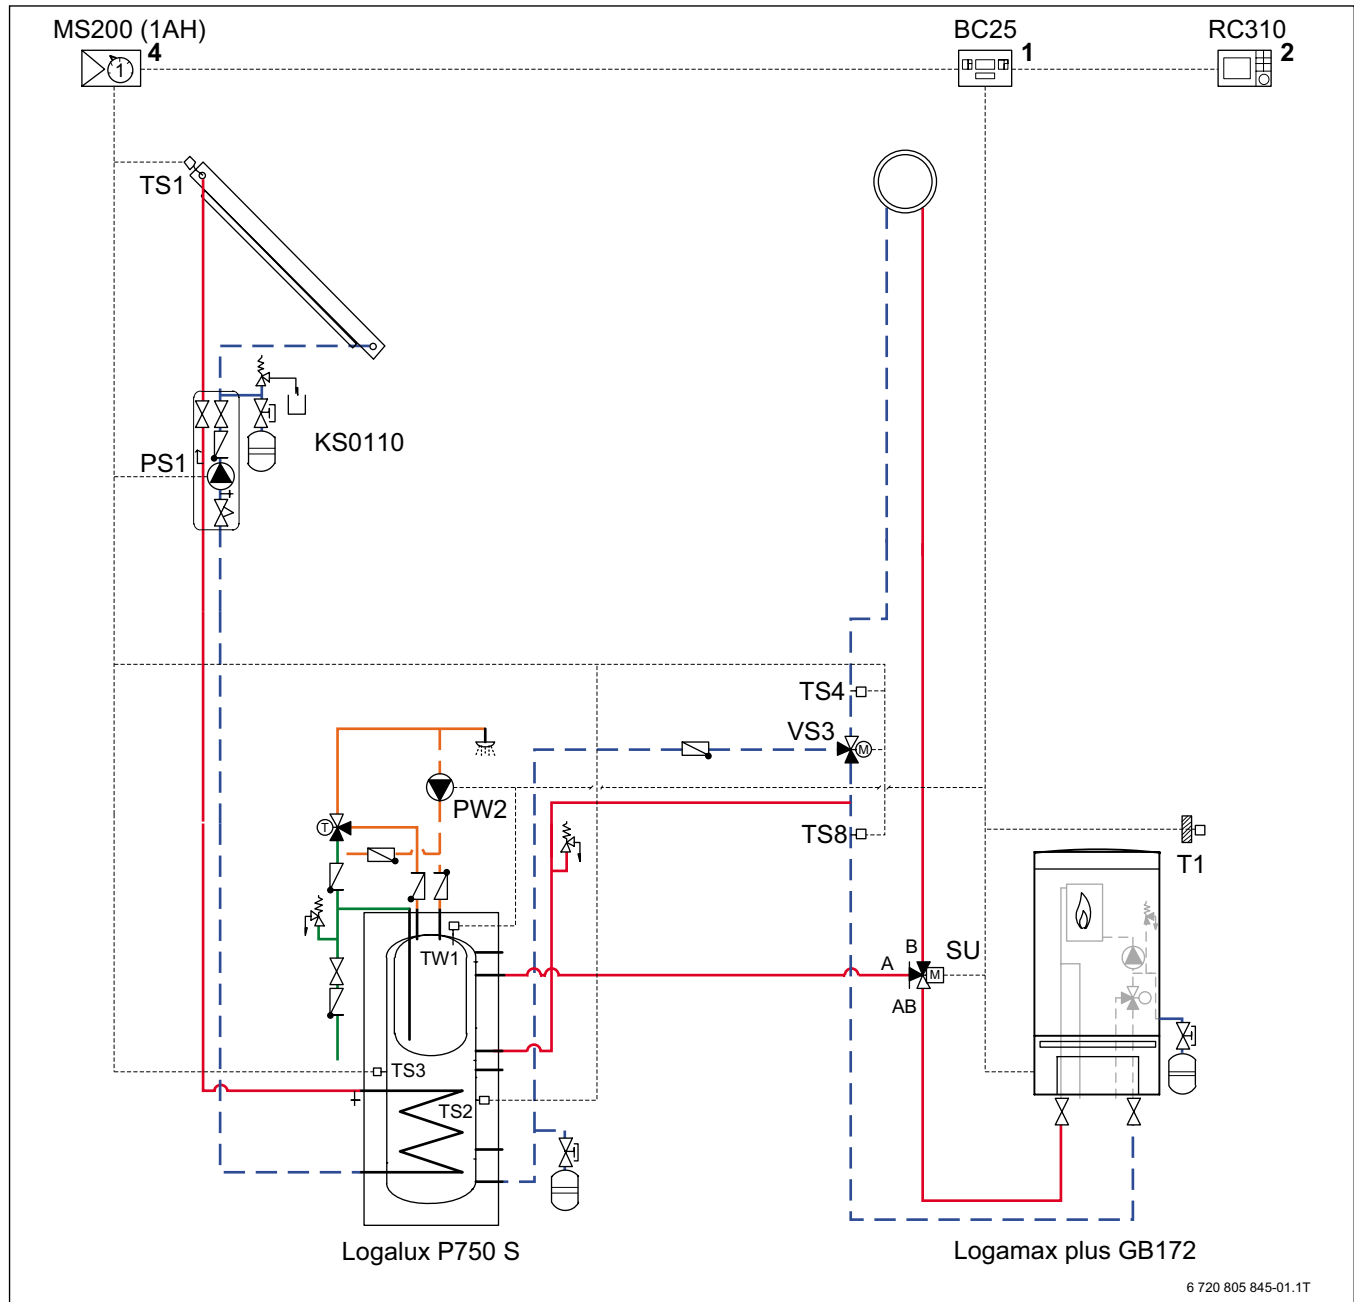 MS200 (1AH)
4
1
BC25
1
RC310
2
TS1
KS0110
PS1
TS4
VS3
M
PW2
T
TS8
T1
TW1
B
SU
A
M
AB
TS3
TS2
Logalux P750 S
Logamax plus GB172
6 720 805 845-01.1T